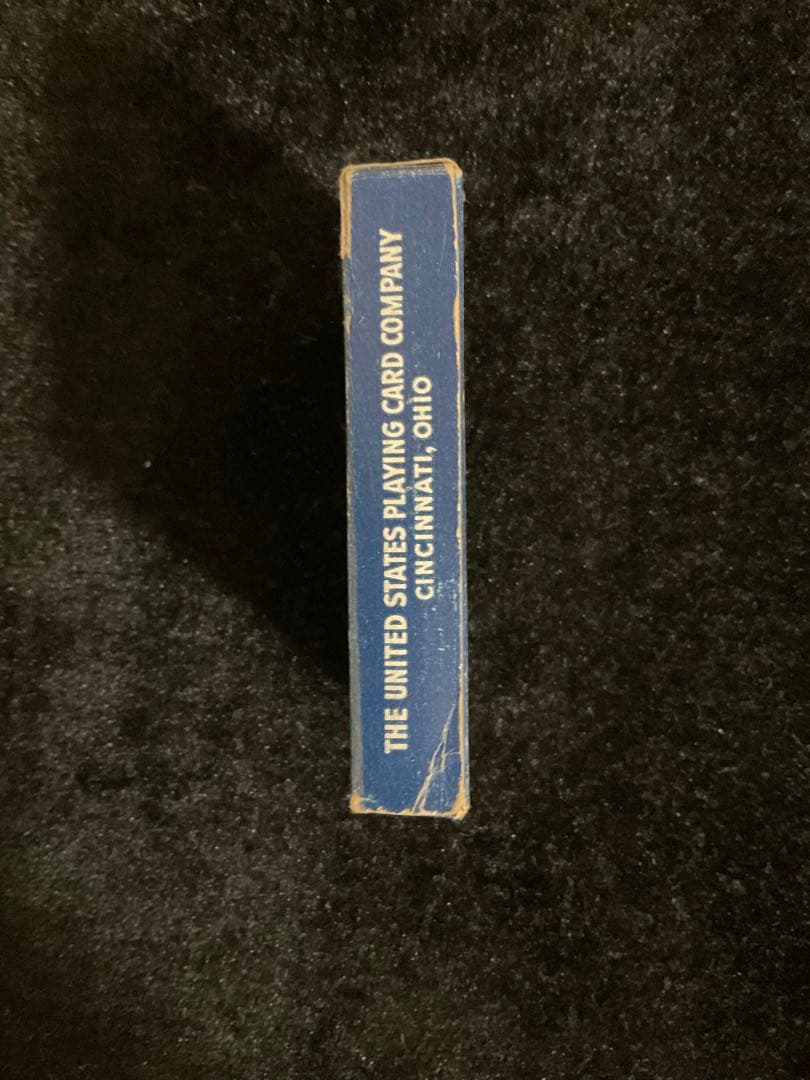 THE UNITED STATES PLAYING CARD COMPANY
CINCINNATI, OHIO